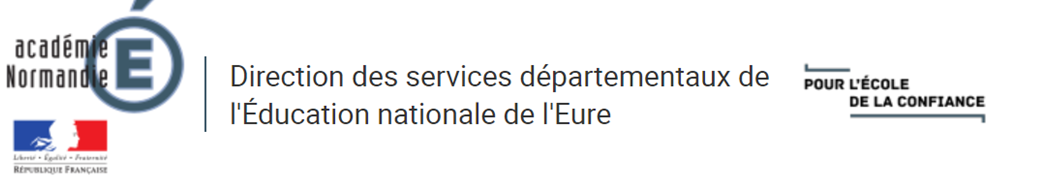 académie
Normandie
É
Liberté • Égalité • Fraternité
RÉPUBLIQUE FRANÇAISE
Direction des services départementaux de
l'Éducation nationale de l'Eure
POUR L'ÉCOLE
DE LA CONFIANCE